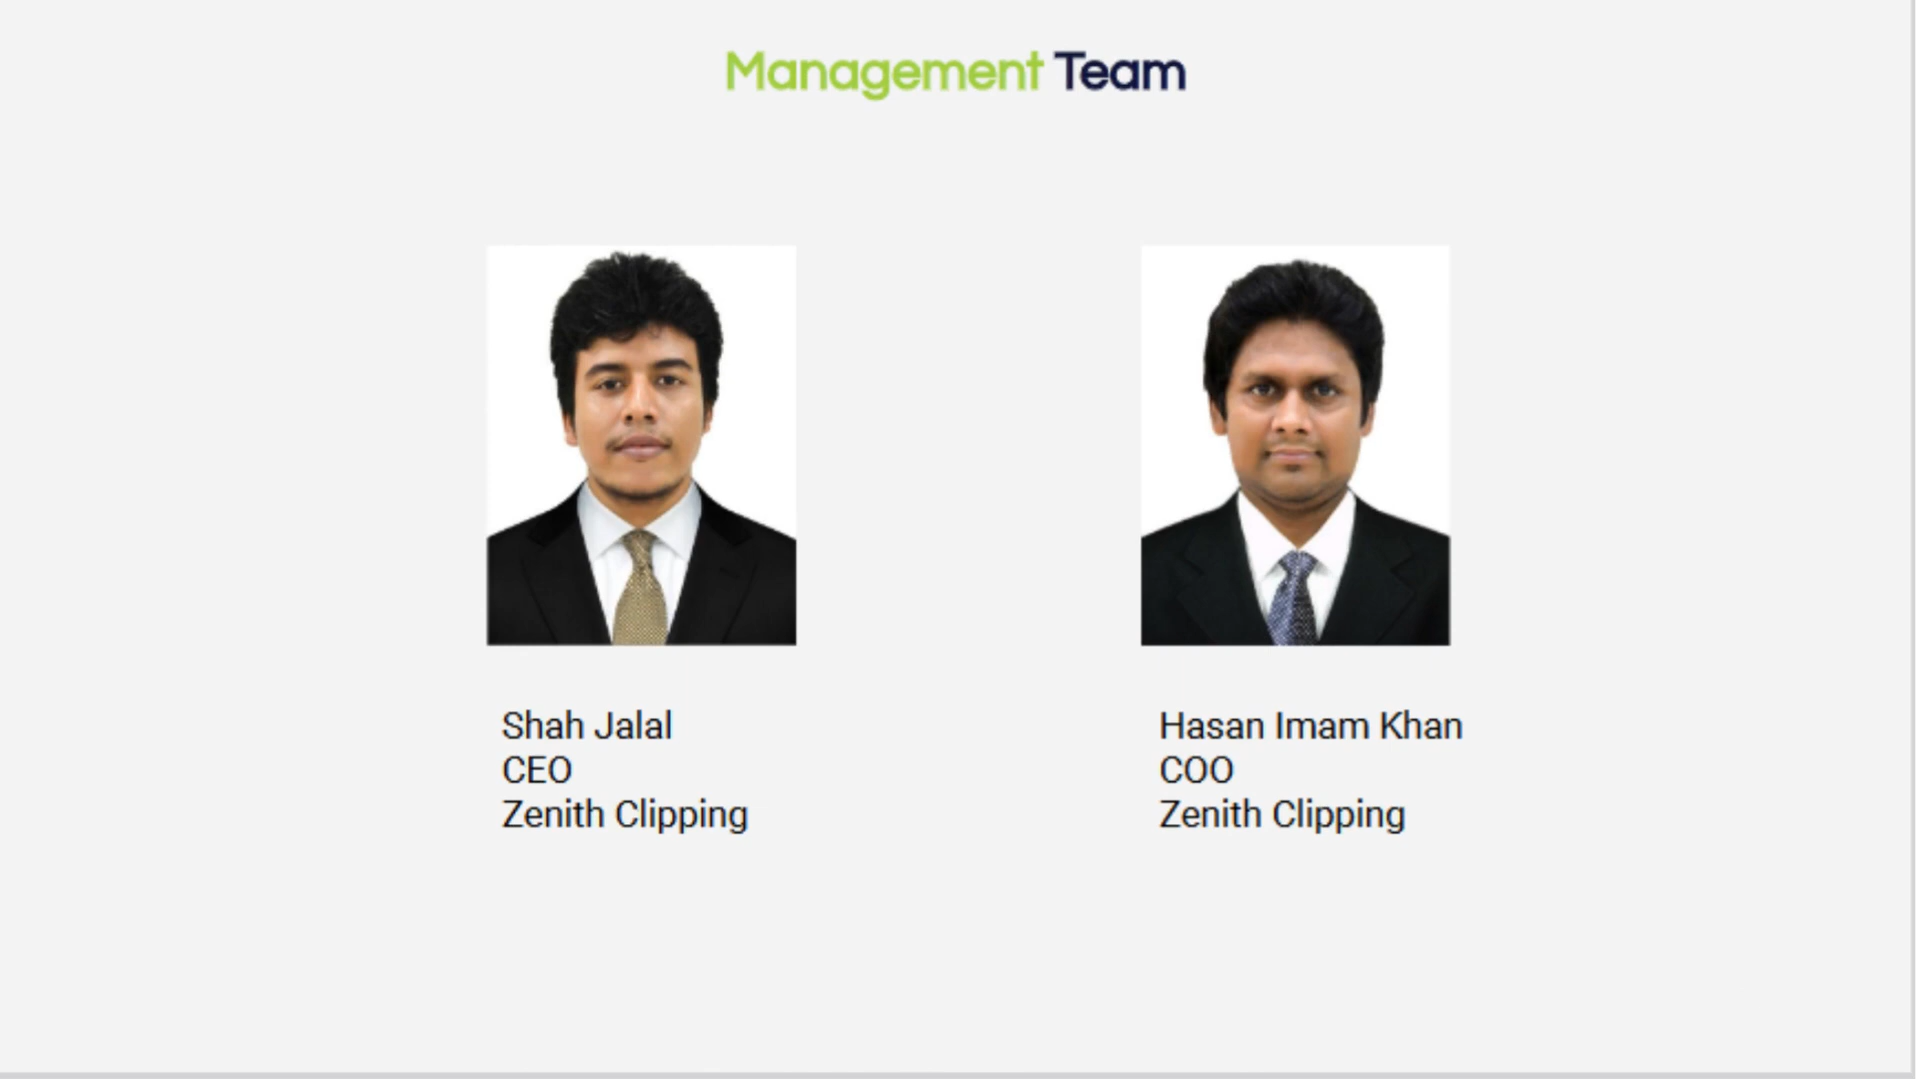 Management Team
Shah Jalal
CEO
Zenith Clipping
Hasan Imam Khan
COO
Zenith Clipping